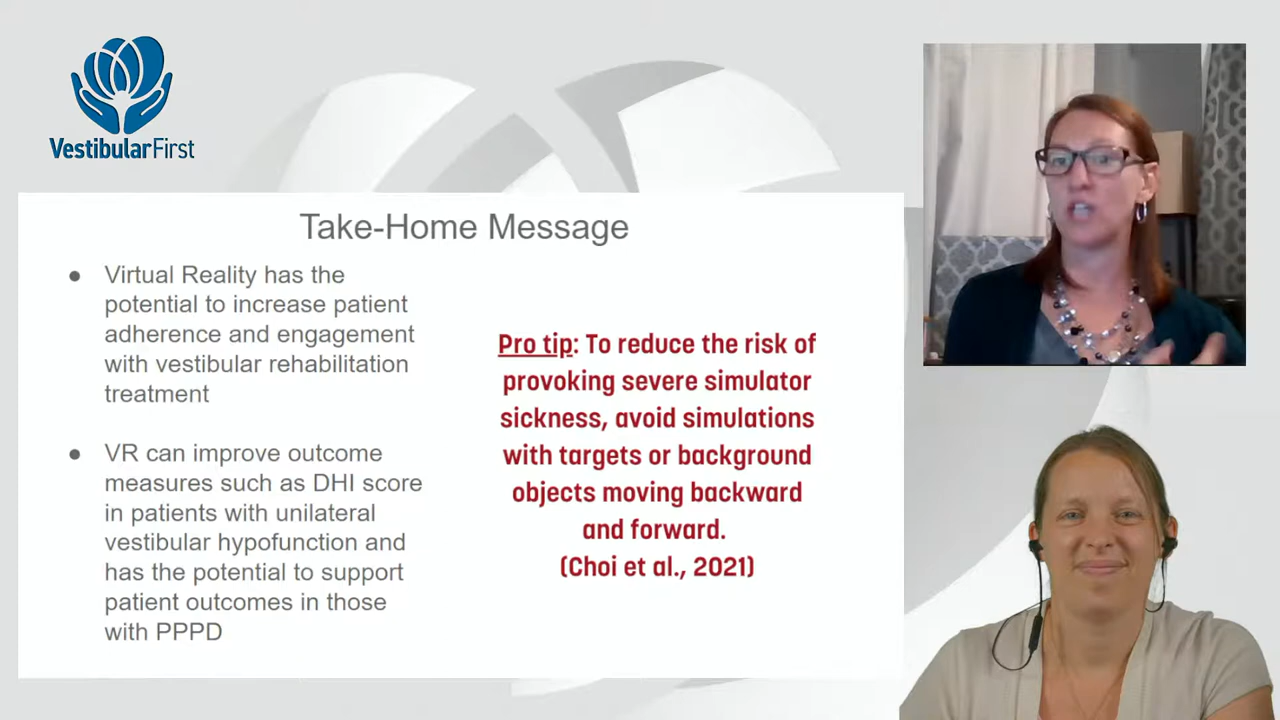 VestibularFirst
Take-Home Message
● Virtual Reality has the
potential to increase patient
adherence and engagement
with vestibular rehabilitation
treatment
● VR can improve outcome
measures such as DHI score
in patients with unilateral
vestibular hypofunction and
has the potential to support
patient outcomes in those
with PPPD
Pro tip: To reduce the risk of
provoking severe simulator
sickness, avoid simulations
with targets or background
objects moving backward
and forward.
(Choi et al., 2021)